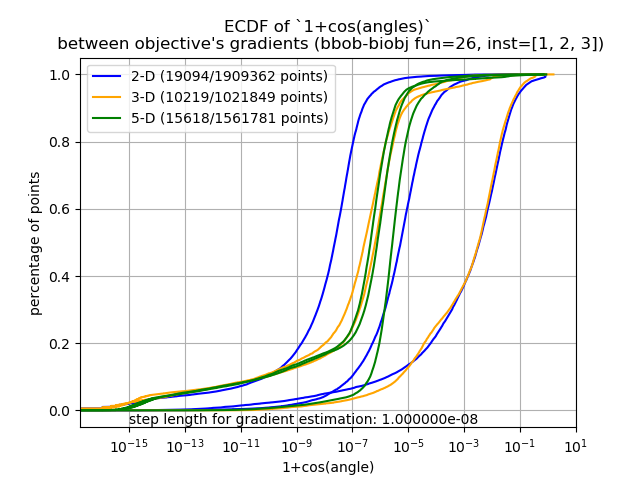 ECDF of `1+cos(angles)`
between objective's gradients (bbob-biobj fun=26, inst=[1, 2, 3])
1.0
0.8
0.6
0.4
0.2
0.0
percentage of points
2-D (19094/1909362 points)
3-D (10219/1021849 points)
5-D (15618/1561781 points)
step length for gradient estimation: 1.000000e-08
10⁻¹⁵ 10⁻¹³ 10⁻¹¹ 10⁻⁹ 10⁻⁷ 10⁻⁵ 10⁻³ 10⁻¹ 10¹
1+cos(angle)